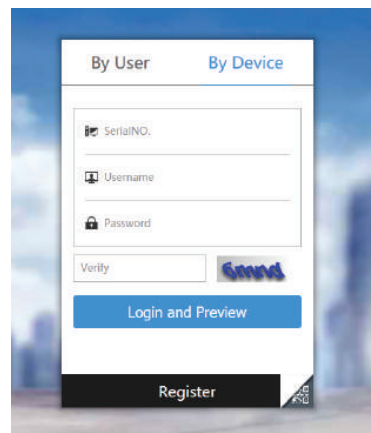 By User By Device
SerialNO.
Username
Password
Verify
Login and Preview
Register